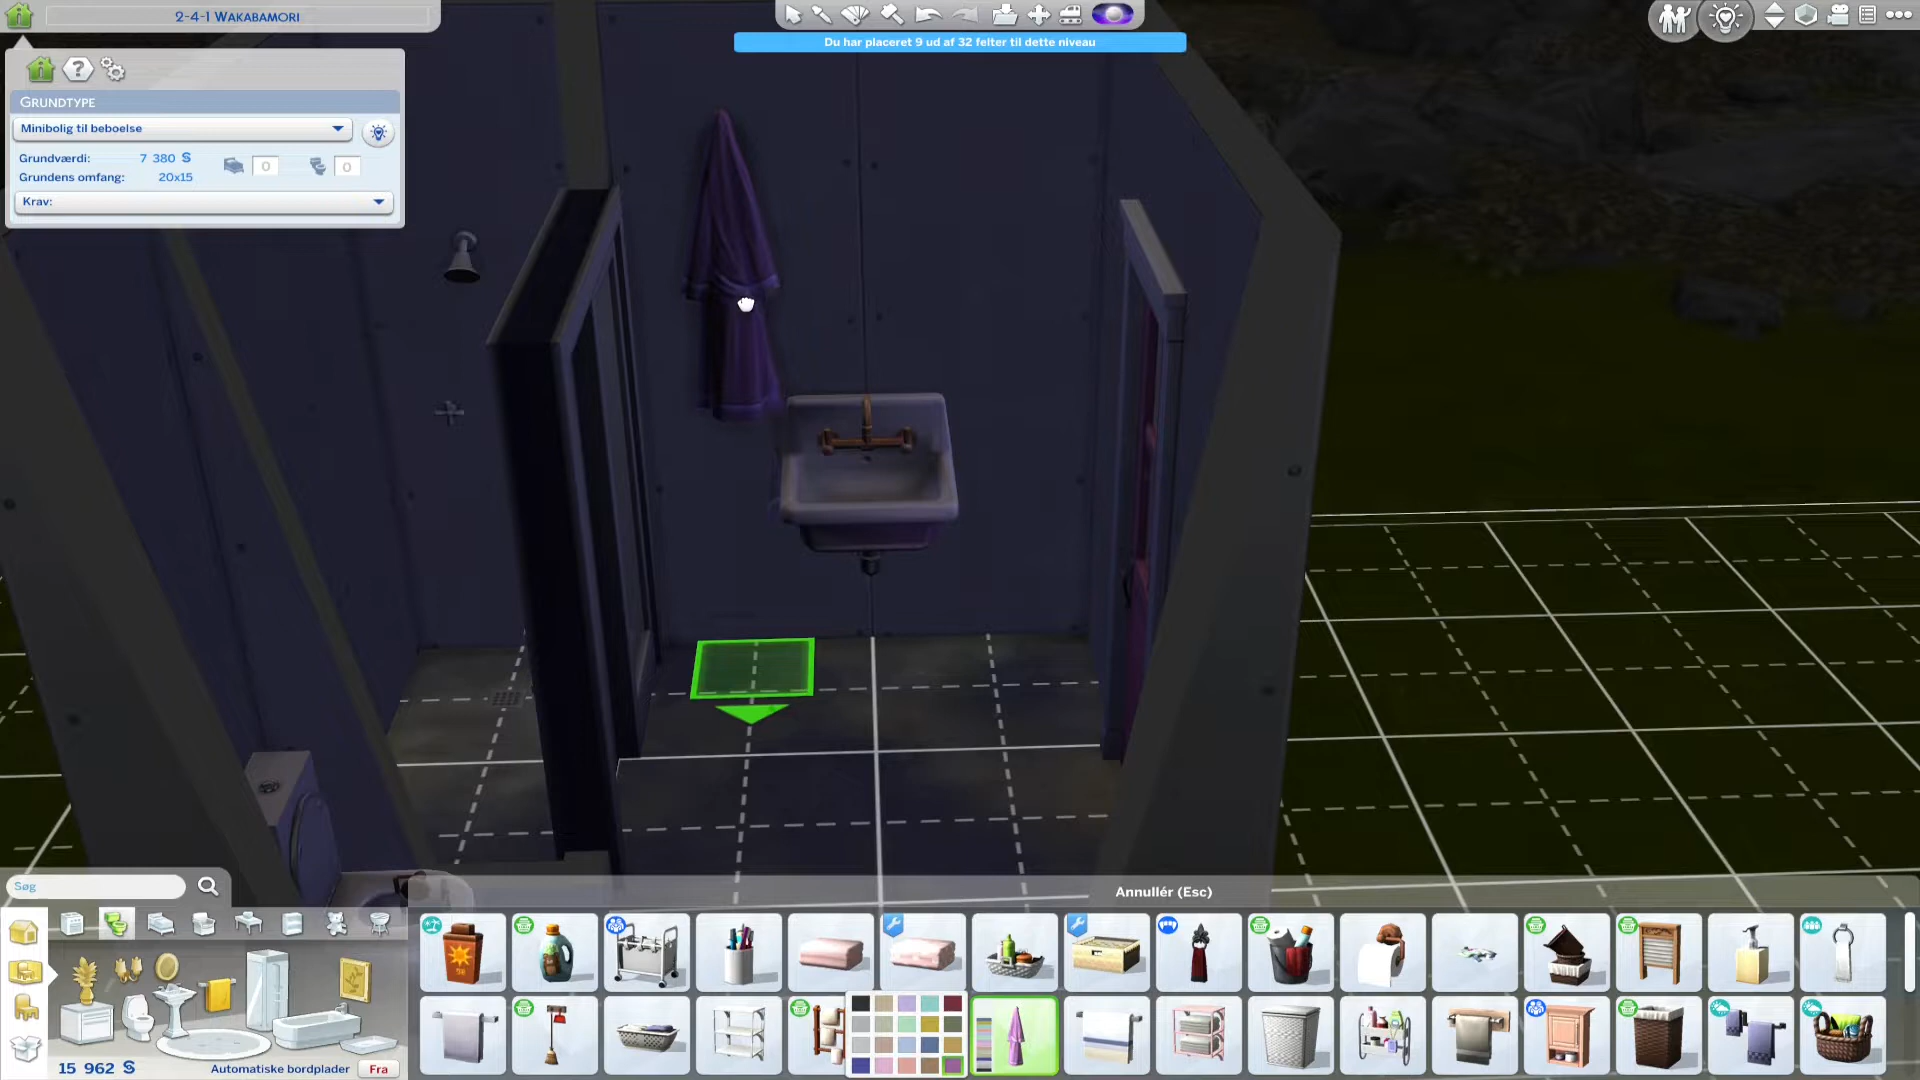 2-4-1 Wakabamori
Du har placeret 9 ud af 32 felter til dette niveau
Grundtype
Minibolig til beboelse
Grundværdi: 7 380 $
0
0
Grundens omfang: 20x15
Krav:
Søg
Annullér (Esc)
15 962 $
Automatiske bordplader
Fra